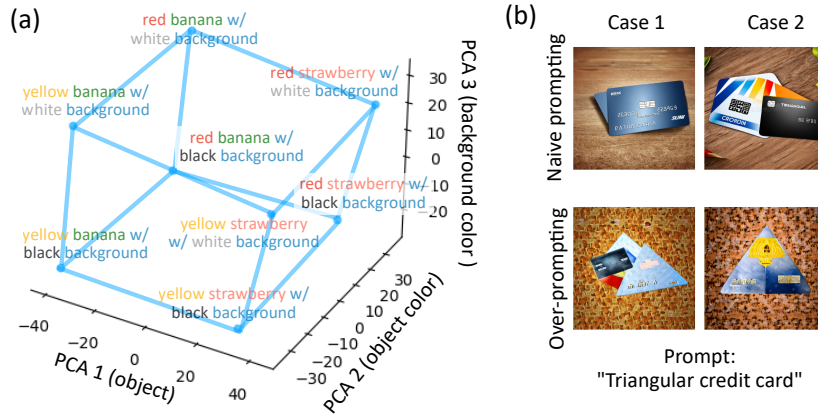 (a)
red banana w/
white background
yellow banana w/
white background
red strawberry w/
white background
red banana w/
black background
red strawberry w/
black background
yellow strawberry
w/ white background
yellow banana w/
black background
yellow strawberry w/
black background
PCA 3 (background color )
30
20
10
0
−10
−20
PCA 1 (object)
−40
−20
0
20
40
PCA 2 (object color)
−30
−20
−10
0
10
20
30
(b)
Case 1
Case 2
Naive prompting
Over-prompting
TRIANGAL
Prompt:
"Triangular credit card"